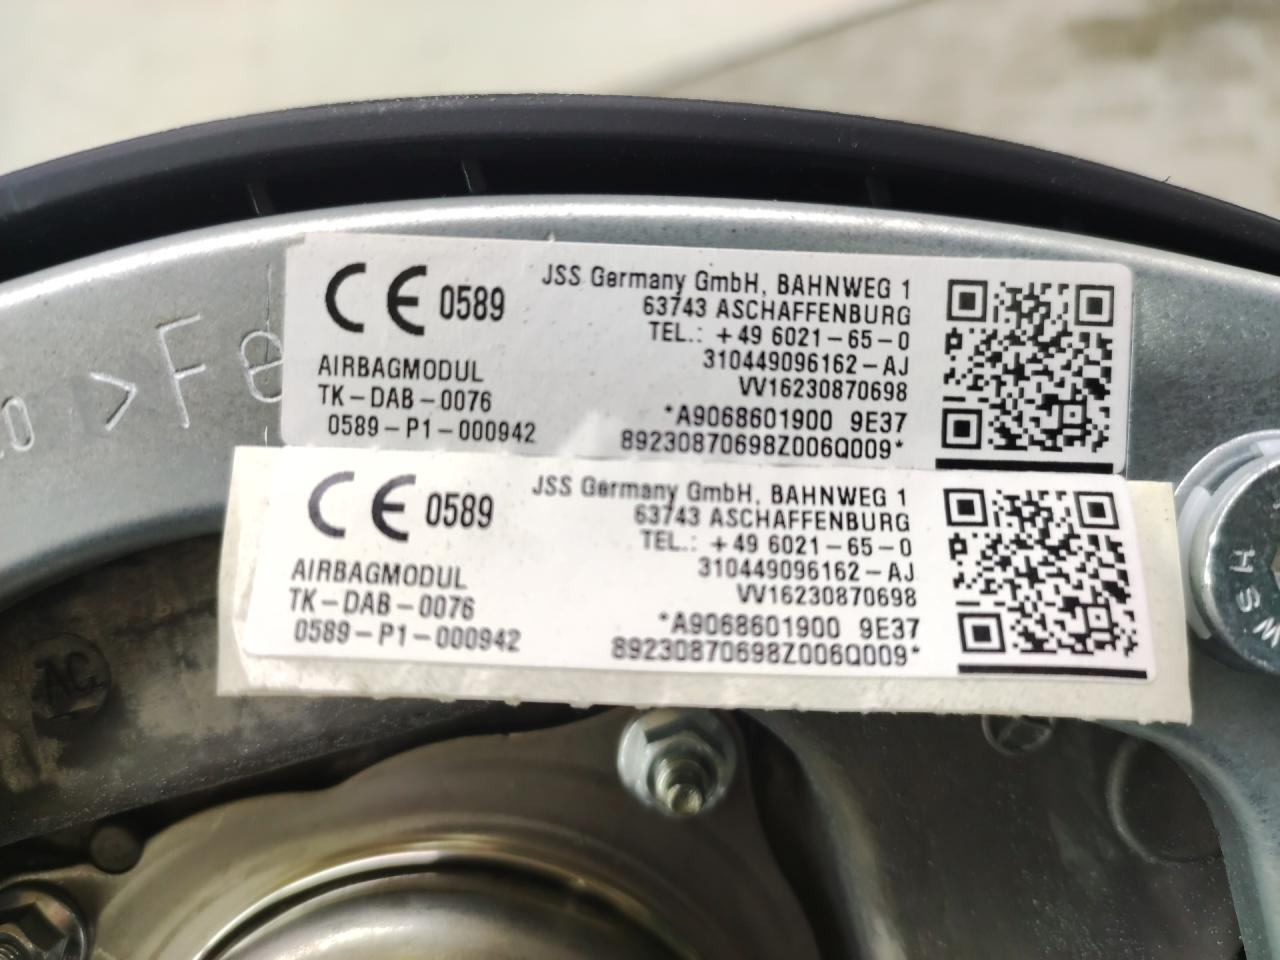 CE 0589
JSS Germany GmbH, BAHNWEG 1
63743 ASCHAFFENBURG
TEL.: +49 6021-65-0
310449096162-AJ
VV16230870698
AIRBAGMODUL
TK-DAB-0076
0589-P1-000942
*A9068601900 9E37
89230870698Z006Q009*
CE 0589
JSS Germany GmbH, BAHNWEG 1
63743 ASCHAFFENBURG
TEL.: +49 6021-65-0
310449096162-AJ
VV16230870698
AIRBAGMODUL
TK-DAB-0076
0589-P1-000942
*A9068601900 9E37
89230870698Z006Q009*
>Fe
AC
WSH